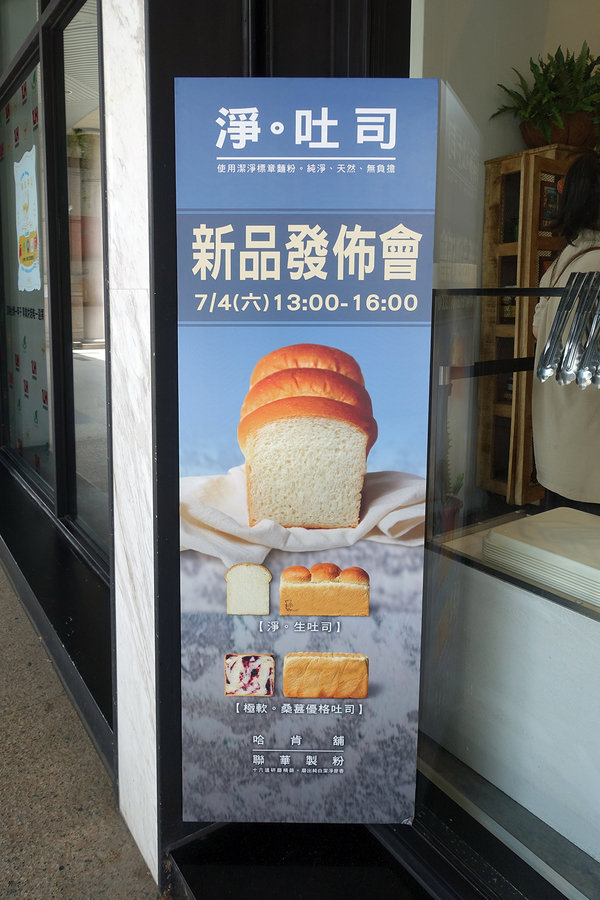 淨。吐司
使用潔淨標章麵粉。純淨、天然、無負擔
新品發佈會
7/4(六)13:00-16:00
【淨。生吐司】
【極軟。桑葚優格吐司】
哈肯舖
聯華製粉